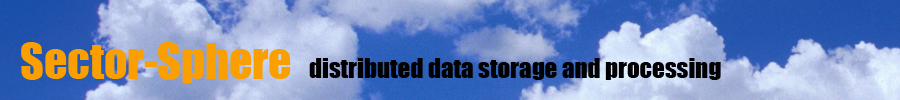 Sector-Sphere distributed data storage and processing